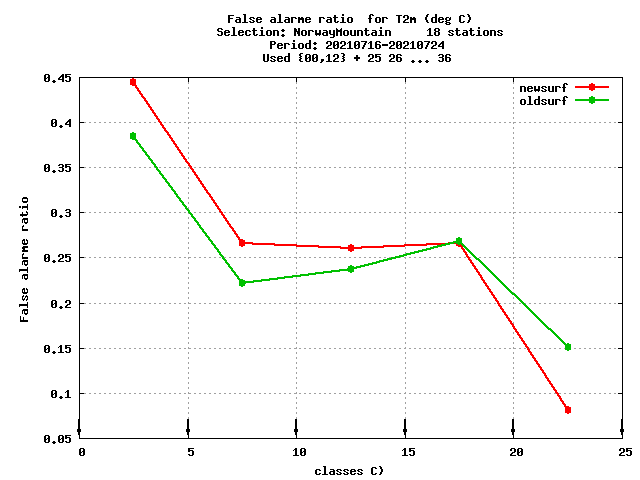 False alarme ratio  for T2m (deg C)
Selection: NorwayMountain     18 stations
Period: 20210716-20210724
Used {00,12} + 25 26 ... 36
newsurf
oldsurf
0.45
0.4
0.35
0.3
0.25
0.2
0.15
0.1
0.05
False alarme ratio
0 5 10 15 20 25
classes C)